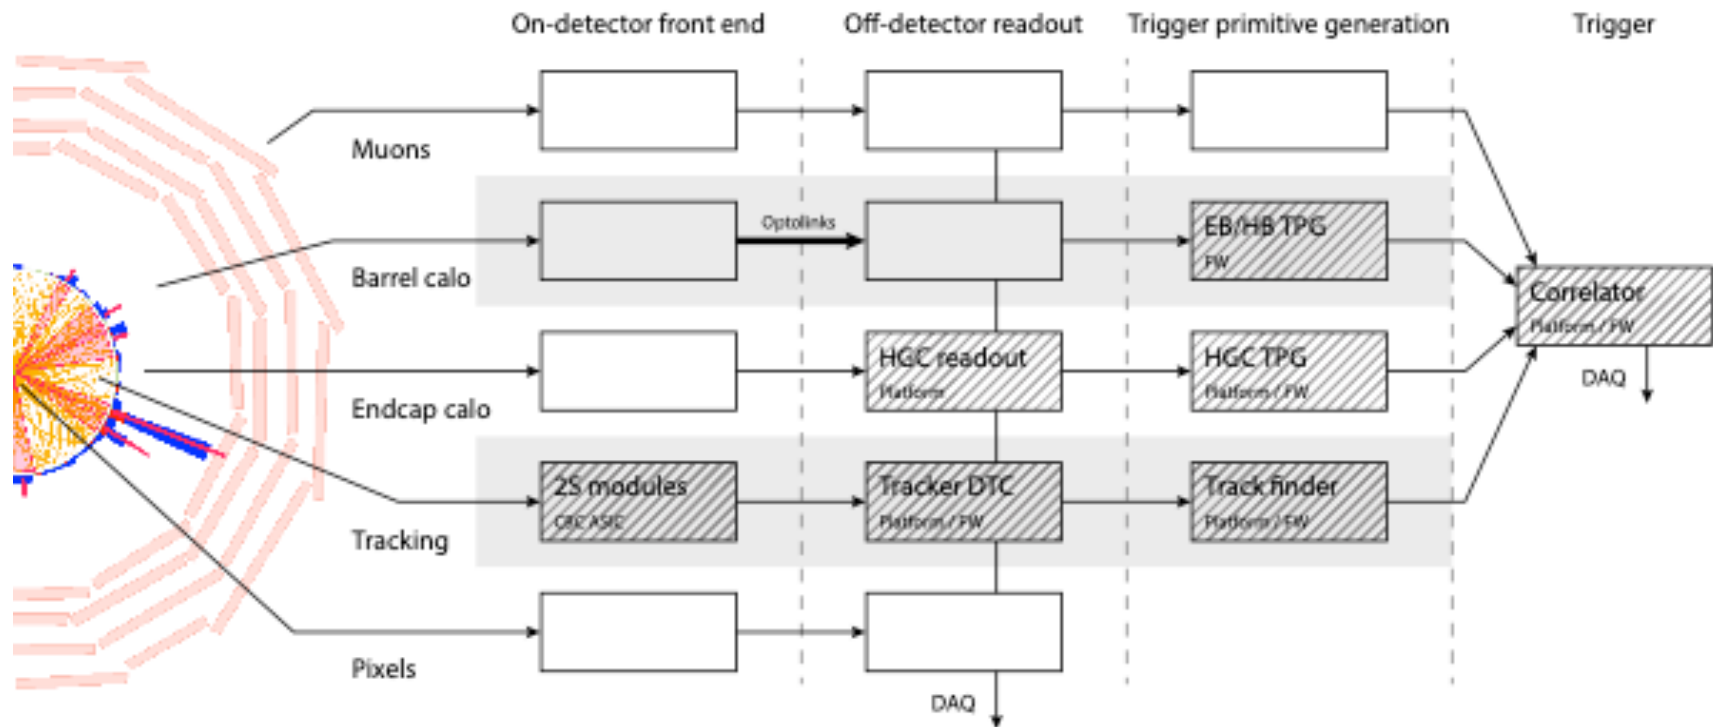 On-detector front end
Off-detector readout
Trigger primitive generation
Trigger
Muons
Optolinks
EB/HB TPG
FW
Barrel calo
Correlator
Platform / FW
HGC readout
Platform
HGC TPG
Platform / FW
DAQ
Endcap calo
2S modules
CBC ASIC
Tracker DTC
Platform / FW
Track finder
Platform / FW
Tracking
Pixels
DAQ